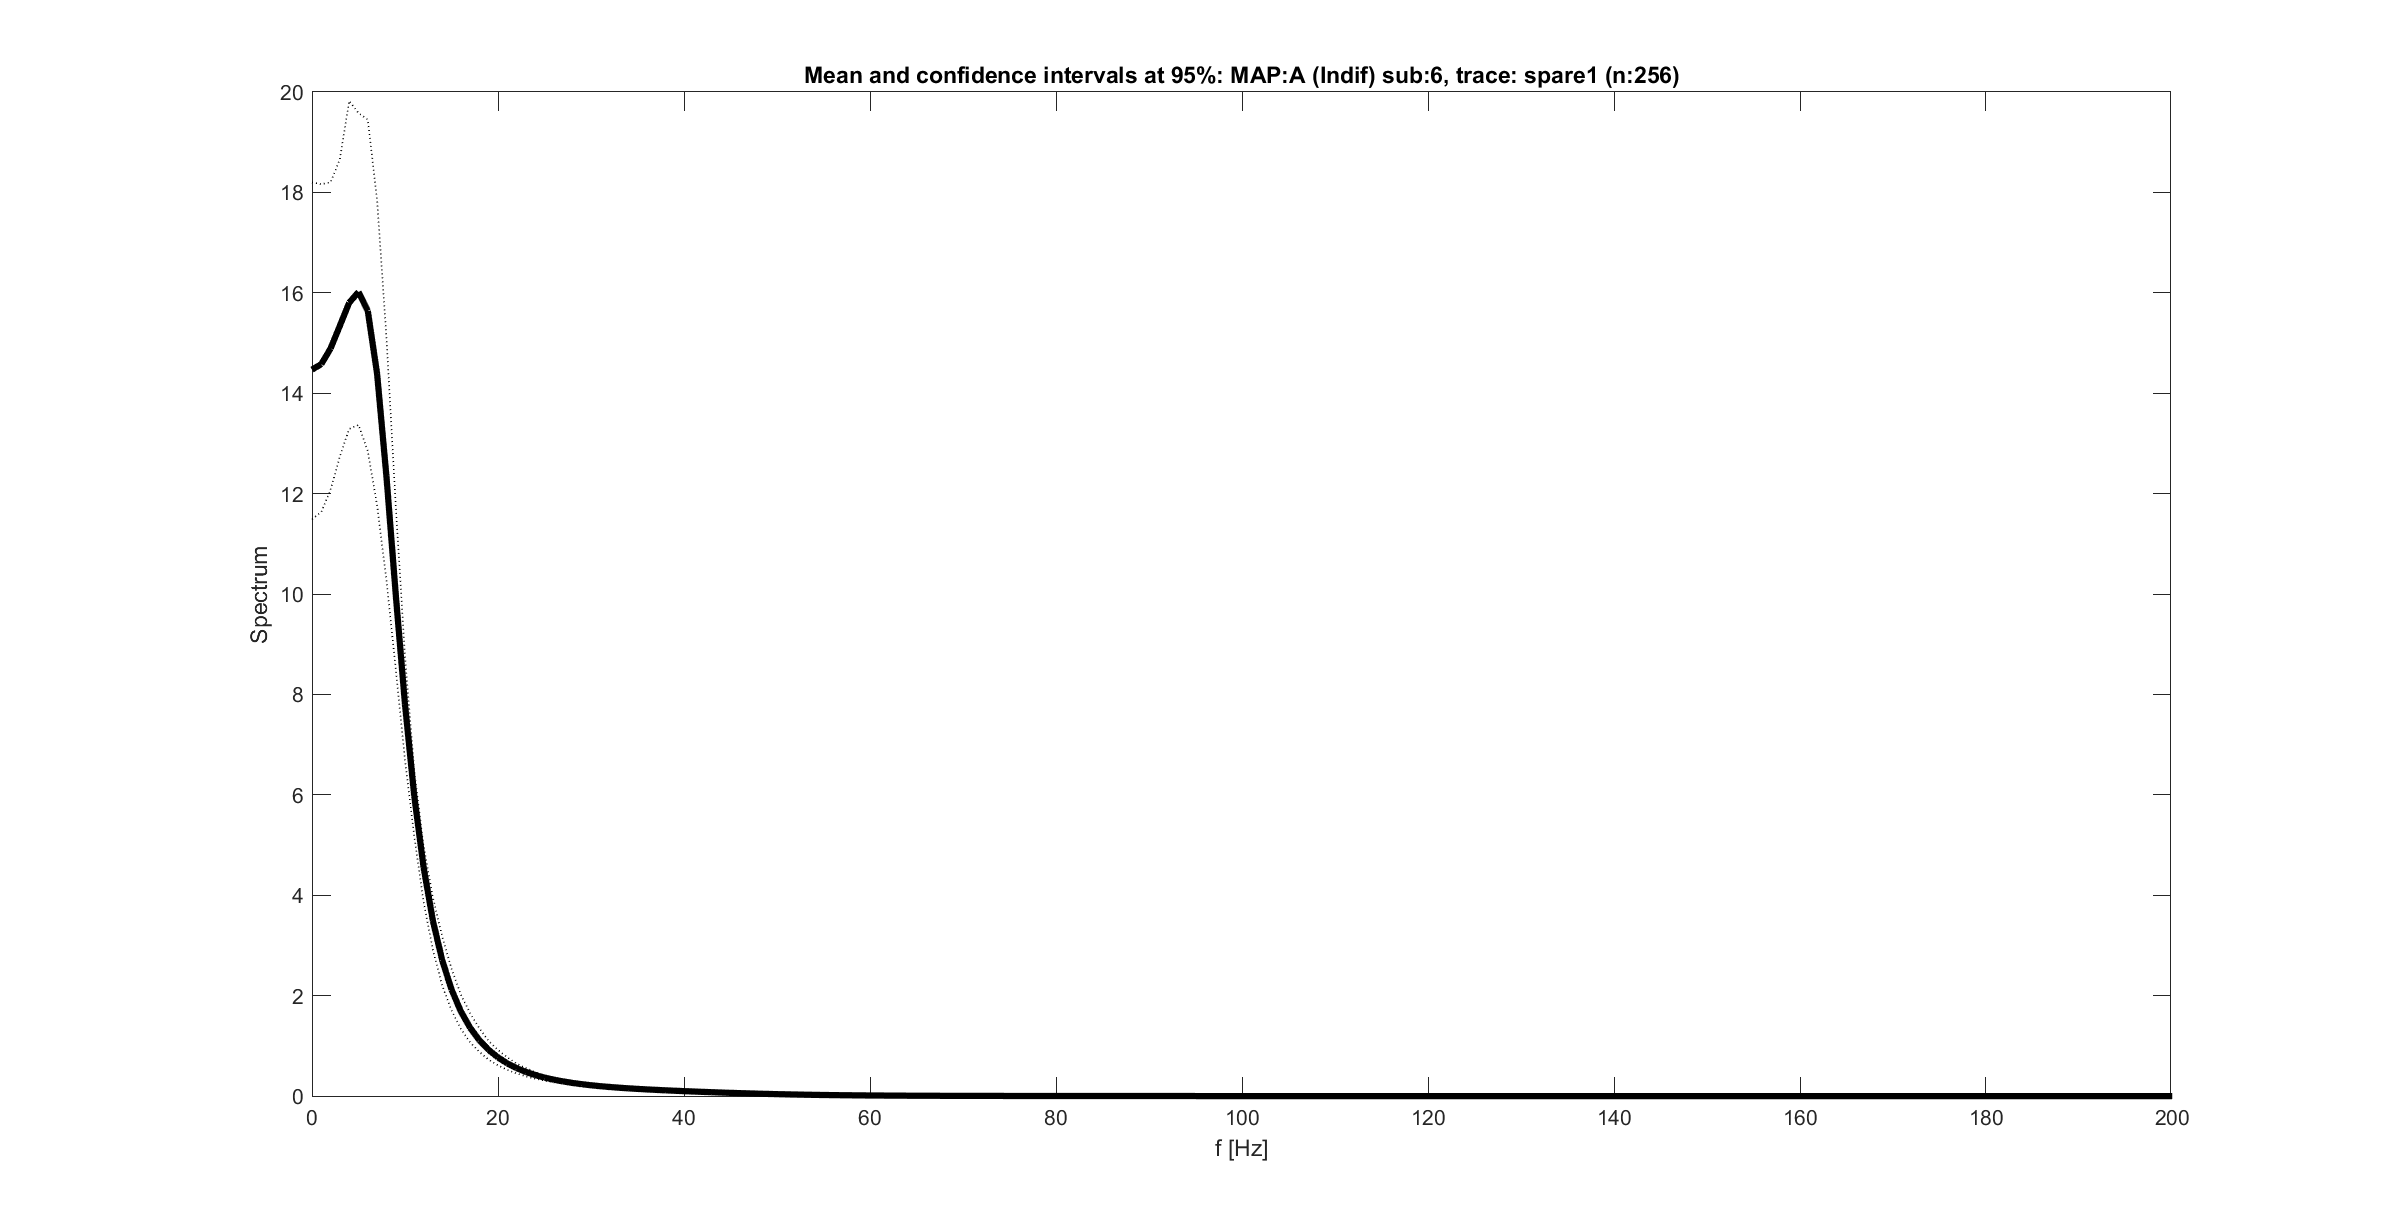 Mean and confidence intervals at 95%: MAP:A (Indif) sub:6, trace: spare1 (n:256)
20
18
16
14
12
10
8
6
4
2
0
Spectrum
0 20 40 60 80 100 120 140 160 180 200
f [Hz]